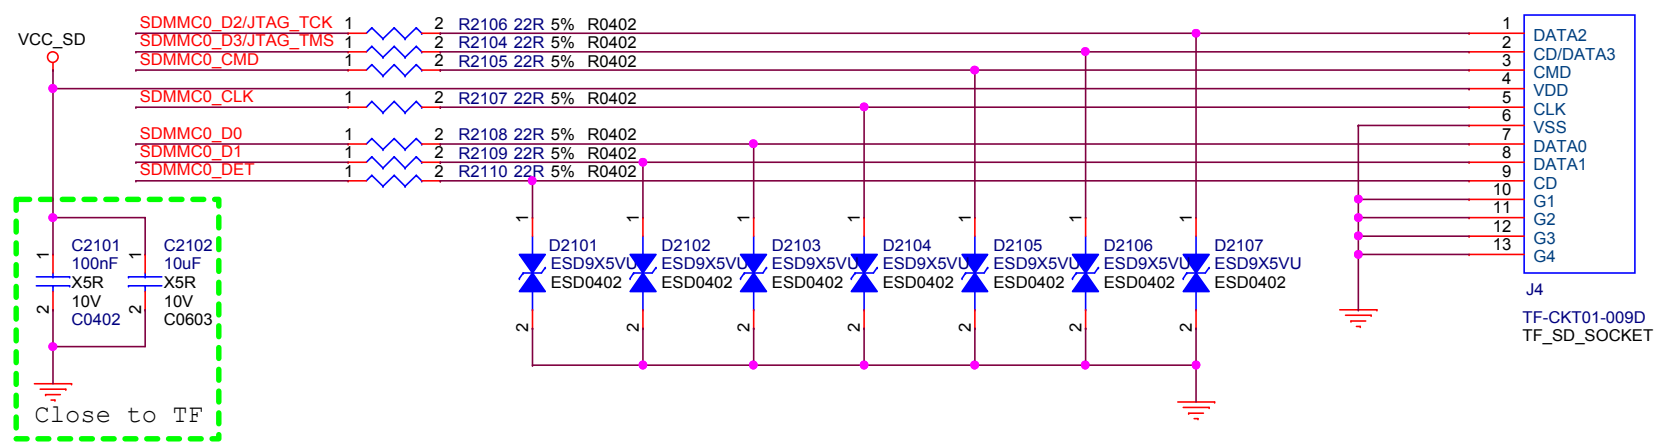 SDMMC0_D2/JTAG_TCK 1 2 R2106 22R 5% R0402 1 DATA2
SDMMC0_D3/JTAG_TMS 1 2 R2104 22R 5% R0402 2 CD/DATA3
VCC_SD
SDMMC0_CMD 1 2 R2105 22R 5% R0402 3 CMD
4 VDD
SDMMC0_CLK 1 2 R2107 22R 5% R0402 5 CLK
6 VSS
SDMMC0_D0 1 2 R2108 22R 5% R0402 7 DATA0
SDMMC0_D1 1 2 R2109 22R 5% R0402 8 DATA1
SDMMC0_DET 1 2 R2110 22R 5% R0402 9 CD
10 G1
11 G2
12 G3
13 G4
J4
TF-CKT01-009D
TF_SD_SOCKET
1
C2101
100nF
X5R
10V
C0402
2
1
C2102
10uF
X5R
10V
C0603
2
Close to TF
1
D2101
ESD9X5VU
ESD0402
2
1
D2102
ESD9X5VU
ESD0402
2
1
D2103
ESD9X5VU
ESD0402
2
1
D2104
ESD9X5VU
ESD0402
2
1
D2105
ESD9X5VU
ESD0402
2
1
D2106
ESD9X5VU
ESD0402
2
1
D2107
ESD9X5VU
ESD0402
2